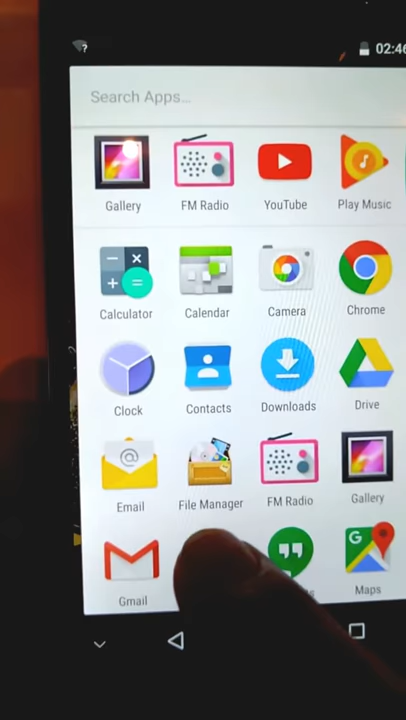 02:46
Search Apps...
Gallery FM Radio YouTube Play Music
Calculator Calendar Camera Chrome
Clock Contacts Downloads Drive
Email File Manager FM Radio Gallery
Gmail Maps